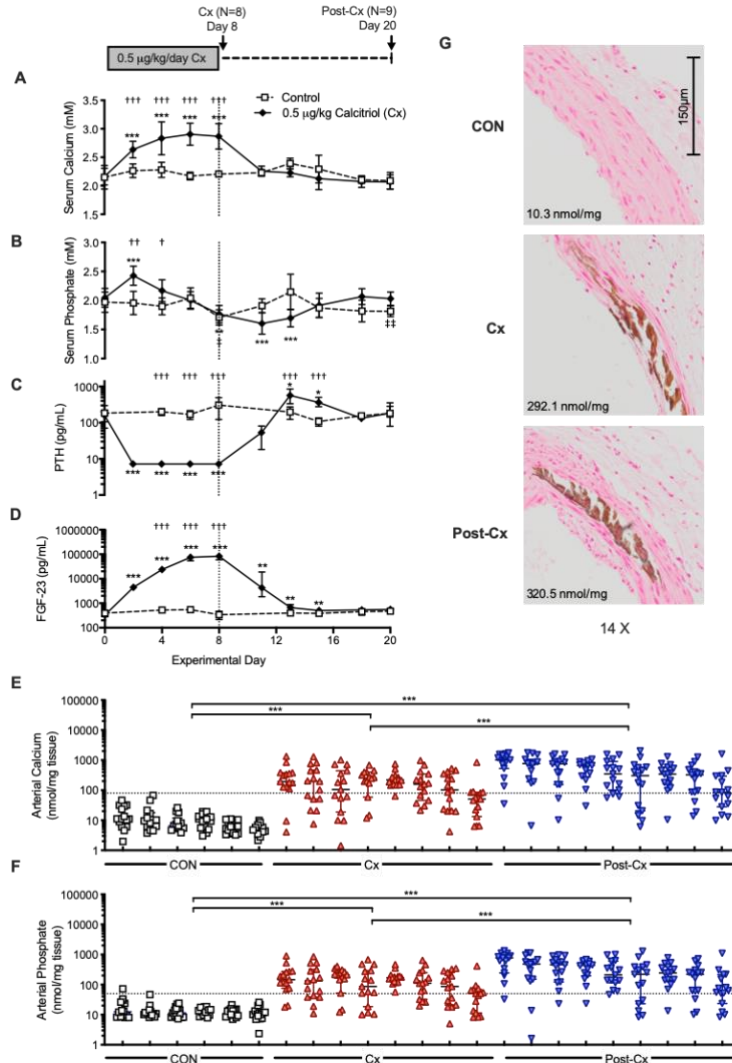 Cx (N=8)
Day 8
Post-Cx (N=9)
Day 20
0.5 µg/kg/day Cx
A
Control
0.5 µg/kg Calcitriol (Cx)
Serum Calcium (mM)
3.5
3.0
2.5
2.0
1.5
††† ††† ††† †††
*** *** *** ***
B
Serum Phosphate (mM)
3.0
2.5
2.0
1.5
1.0
†† †
***
‡
*** ***
‡‡
C
PTH (pg/mL)
1000
100
10
1
††† ††† ††† †††
* *
*** *** *** ***
D
FGF-23 (pg/mL)
1000000
100000
10000
1000
100
††† ††† †††
*** *** *** *** ** ** **
0 4 8 12 16 20
Experimental Day
G
CON
150µm
10.3 nmol/mg
Cx
292.1 nmol/mg
Post-Cx
320.5 nmol/mg
14 X
E
Arterial Calcium
(nmol/mg tissue)
100000
10000
1000
100
10
1
***
***
***
CON Cx Post-Cx
F
Arterial Phosphate
(nmol/mg tissue)
100000
10000
1000
100
10
1
***
***
***
CON Cx Post-Cx